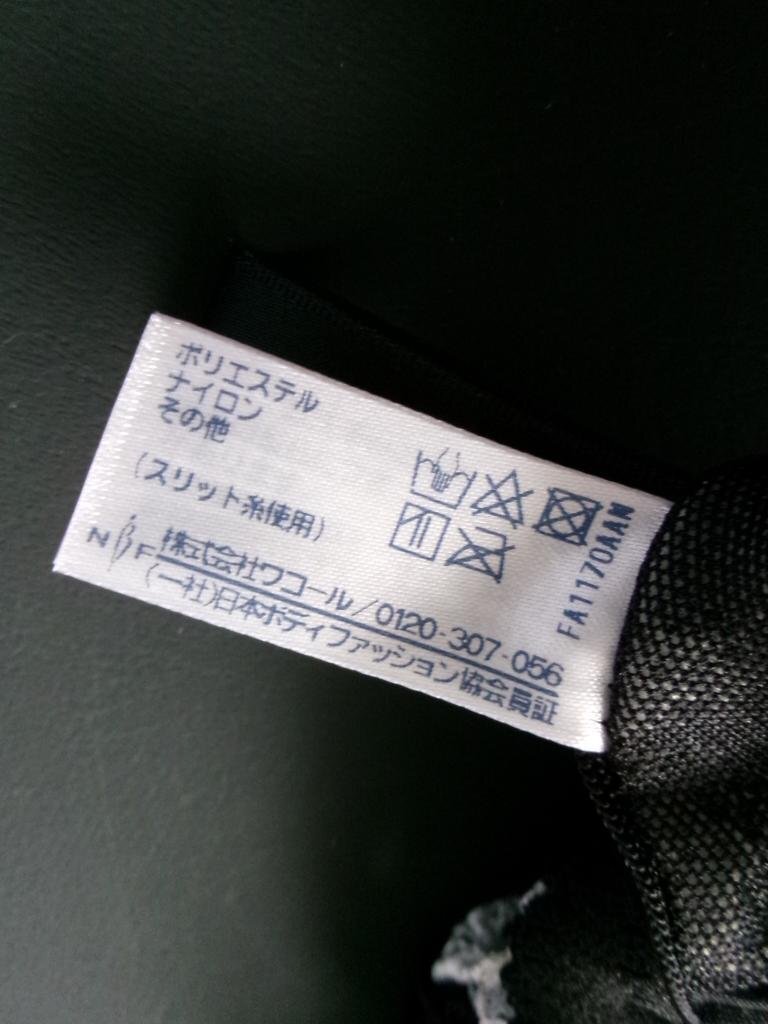 ポリエステル
ナイロン
その他
(スリット糸使用)
FA1170AAN
NBF 株式会社ワコール/0120-307-056
(一社)日本ボディファッション協会員証